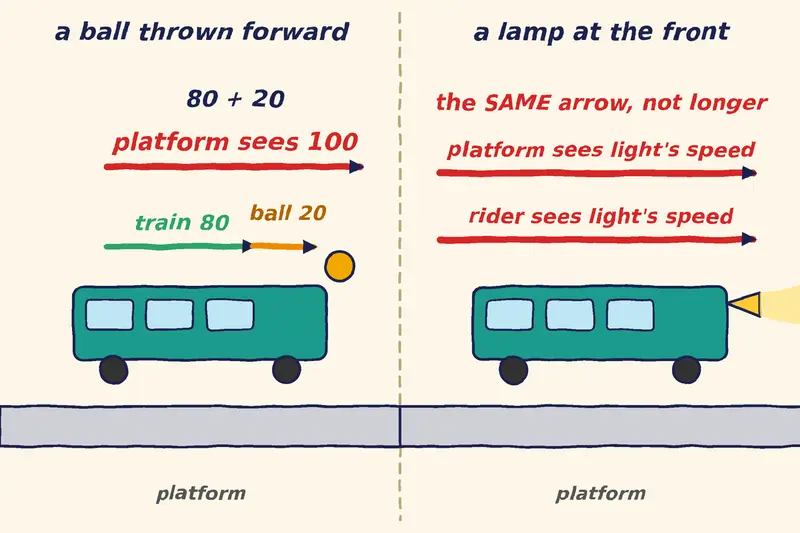 a ball thrown forward
80 + 20
platform sees 100
train 80
ball 20
platform
a lamp at the front
the SAME arrow, not longer
platform sees light's speed
rider sees light's speed
platform